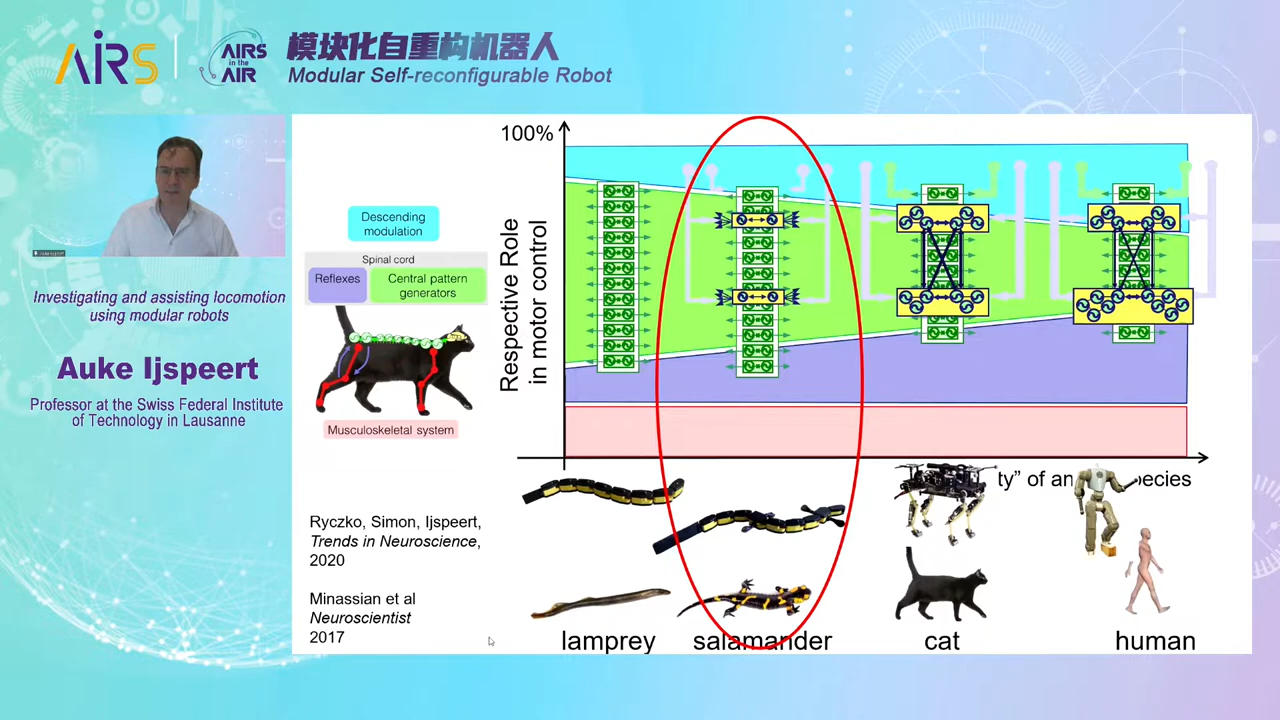 AIRS
AIRS
in the
AIR
模块化自重构机器人
Modular Self-reconfigurable Robot
Investigating and assisting locomotion
using modular robots
Auke Ijspeert
Professor at the Swiss Federal Institute
of Technology in Lausanne
Descending
modulation
Spinal cord
Reflexes
Central pattern
generators
Musculoskeletal system
Ryczko, Simon, Ijspeert,
Trends in Neuroscience,
2020
Minassian et al
Neuroscientist
2017
100%
Respective Role
in motor control
ty” of an
ecies
lamprey
salamander
cat
human